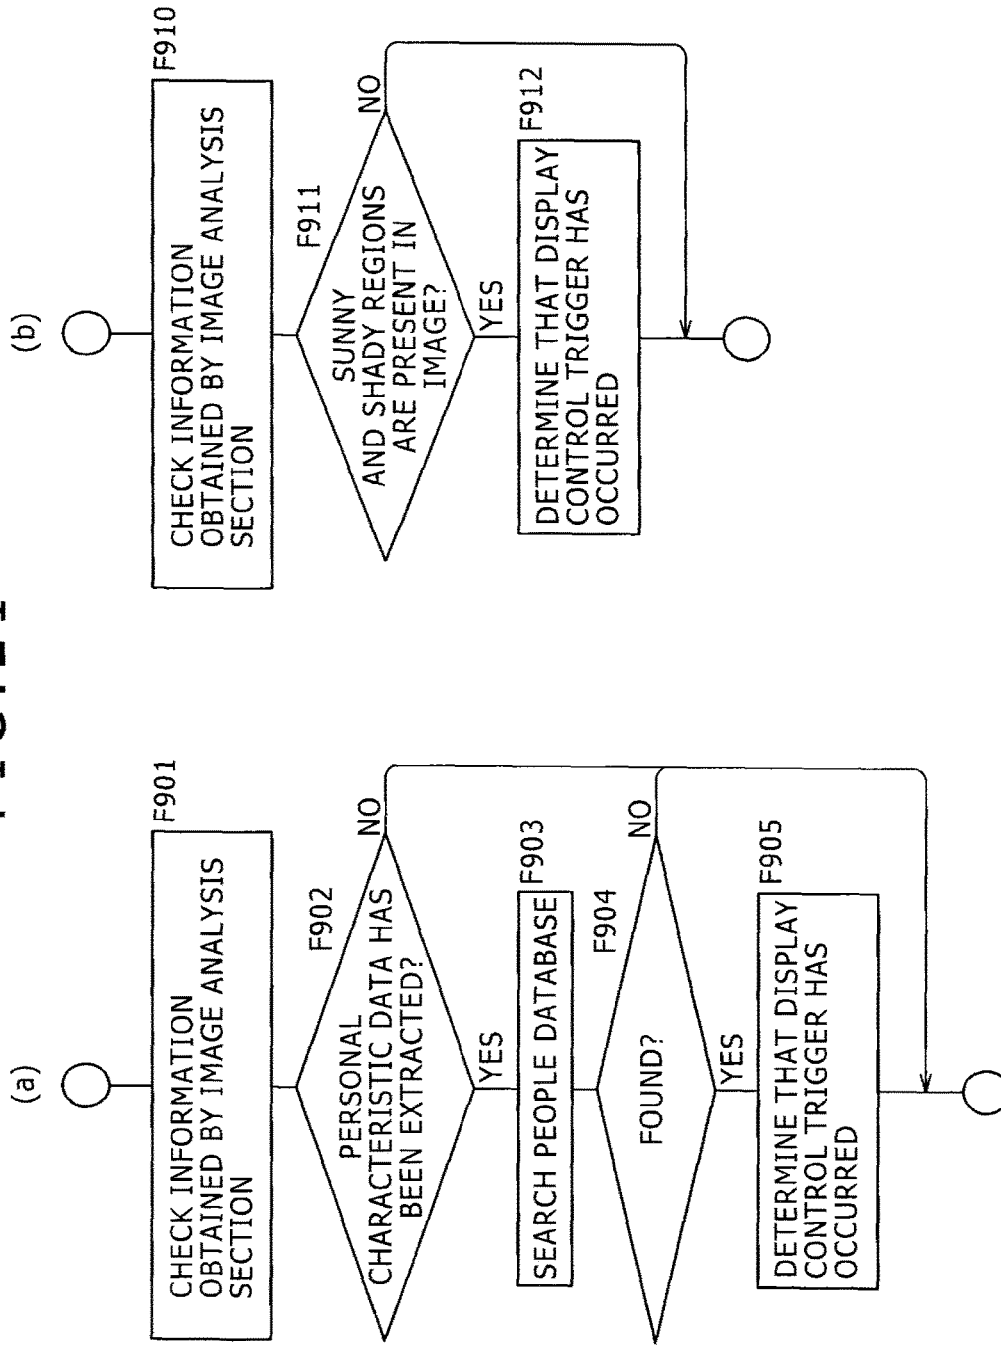 (a)
CHECK INFORMATION
OBTAINED BY IMAGE ANALYSIS
SECTION
F901
PERSONAL
CHARACTERISTIC DATA HAS
BEEN EXTRACTED?
F902
NO
YES
SEARCH PEOPLE DATABASE
F903
FOUND?
F904
NO
YES
DETERMINE THAT DISPLAY
CONTROL TRIGGER HAS
OCCURRED
F905
(b)
CHECK INFORMATION
OBTAINED BY IMAGE ANALYSIS
SECTION
F910
SUNNY
AND SHADY REGIONS
ARE PRESENT IN
IMAGE?
F911
NO
YES
DETERMINE THAT DISPLAY
CONTROL TRIGGER HAS
OCCURRED
F912